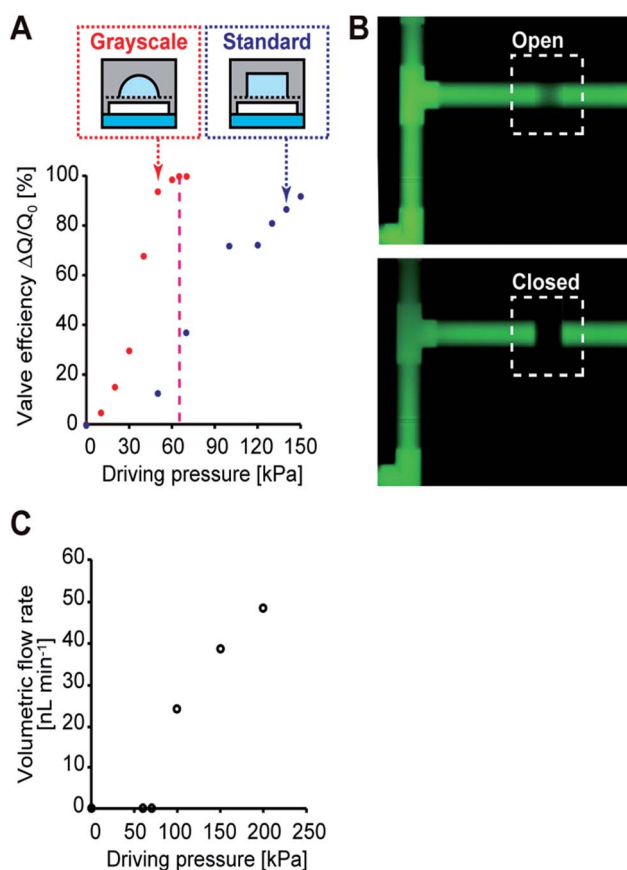 A
Grayscale
Standard
Valve effciency ΔQ/Q₀ [%]
100
80
60
40
20
0
0 30 60 90 120 150
Driving pressure [kPa]
B
Open
Closed
C
Volumetric flow rate
[nL min⁻¹]
60
50
40
30
20
10
0
0 50 100 150 200 250
Driving pressure [kPa]